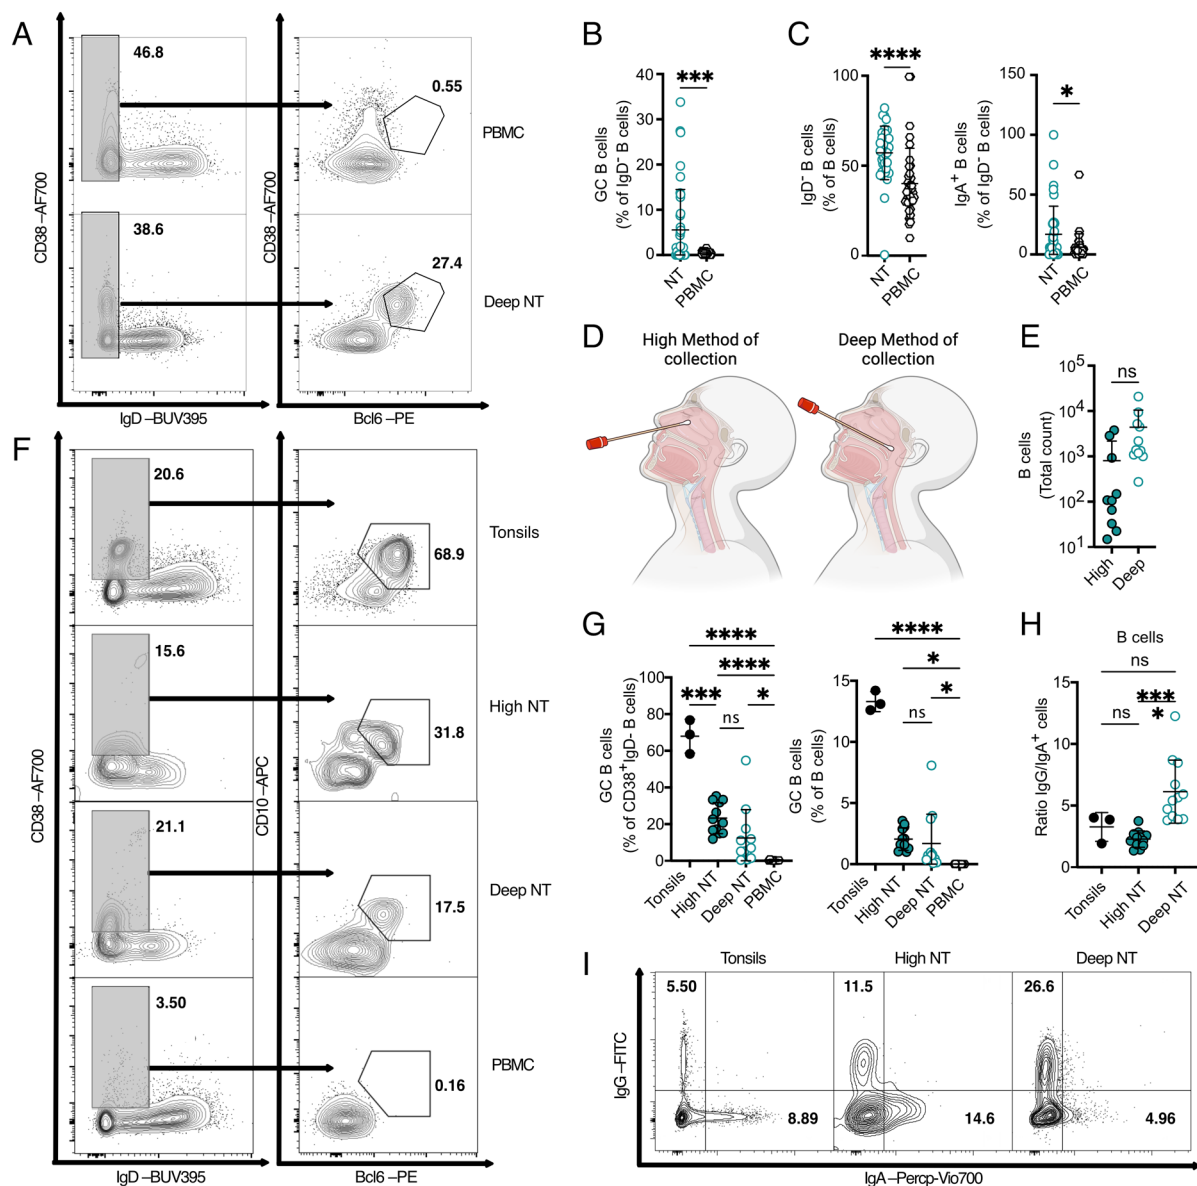 A
46.8
0.55
PBMC
38.6
27.4
Deep NT
CD38 –AF700
CD38 –AF700
IgD –BUV395
Bcl6 –PE
B
***
GC B cells
(% of IgD⁻ B cells)
40
30
20
10
0
NT
PBMC
C
****
IgD⁻ B cells
(% of B cells)
100
50
0
NT
PBMC
*
IgA⁺ B cells
(% of IgD⁻ B cells)
150
100
50
0
NT
PBMC
D
High Method of
collection
Deep Method of
collection
E
ns
B cells
(Total count)
10⁵
10⁴
10³
10²
10¹
High
Deep
F
20.6
68.9
Tonsils
15.6
31.8
High NT
21.1
17.5
Deep NT
3.50
0.16
PBMC
CD38 –AF700
CD10 –APC
IgD –BUV395
Bcl6 –PE
G
****
****
***
*
ns
GC B cells
(% of CD38⁺IgD- B cells)
100
80
60
40
20
0
Tonsils
High NT
Deep NT
PBMC
****
*
*
ns
GC B cells
(% of B cells)
15
10
5
0
Tonsils
High NT
Deep NT
PBMC
H
B cells
ns
***
*
ns
Ratio IgG/IgA⁺ cells
15
10
5
0
Tonsils
High NT
Deep NT
I
Tonsils
High NT
Deep NT
5.50
11.5
26.6
8.89
14.6
4.96
IgG –FITC
IgA –Percp-Vio700